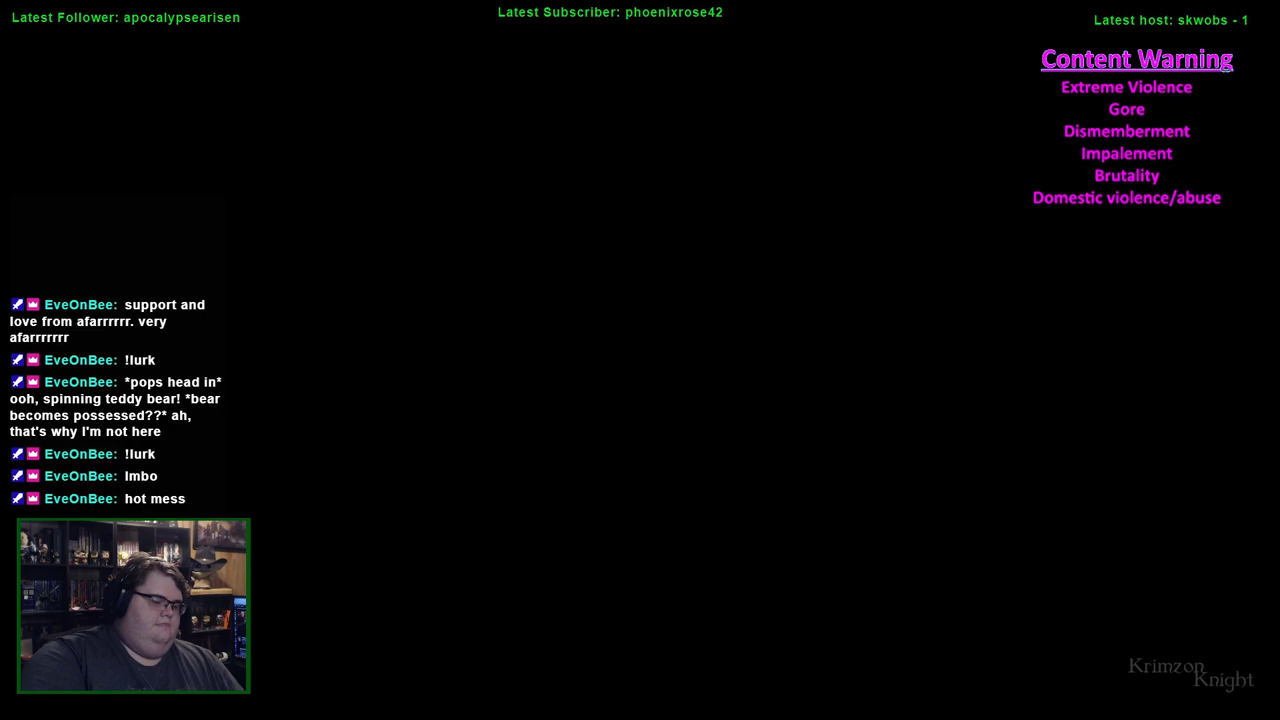 Latest Follower: apocalypsearisen
Latest Subscriber: phoenixrose42
Latest host: skwobs - 1
Content Warning
Extreme Violence
Gore
Dismemberment
Impalement
Brutality
Domestic violence/abuse
EveOnBee: support and
love from afarrrrrr. very
afarrrrrrr
EveOnBee: !lurk
EveOnBee: *pops head in*
ooh, spinning teddy bear! *bear
becomes possessed??* ah,
that's why I'm not here
EveOnBee: !lurk
EveOnBee: lmbo
EveOnBee: hot mess
Krimzon
Knight